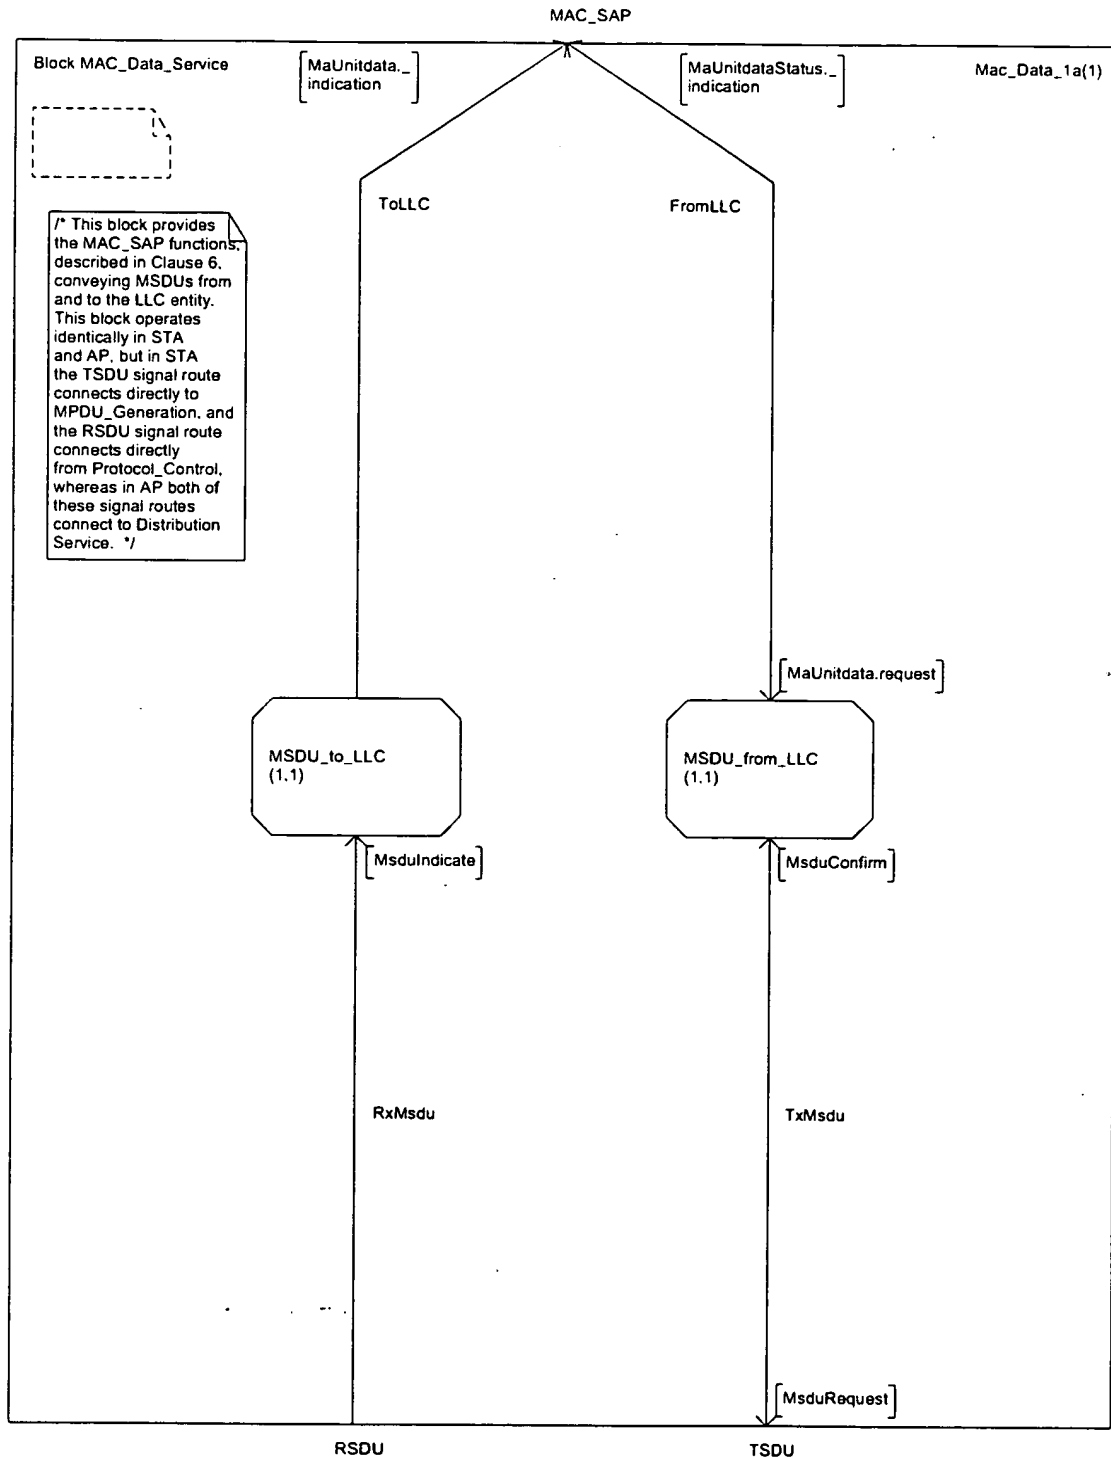 MAC_SAP
Block MAC_Data_Service
MaUnitdata._
indication
MaUnitdataStatus._
indication
Mac_Data_1a(1)
ToLLC
FromLLC
/* This block provides
the MAC_SAP functions,
described in Clause 6,
conveying MSDUs from
and to the LLC entity.
This block operates
identically in STA
and AP, but in STA
the TSDU signal route
connects directly to
MPDU_Generation, and
the RSDU signal route
connects directly
from Protocol_Control,
whereas in AP both of
these signal routes
connect to Distribution
Service. */
MaUnitdata.request
MSDU_to_LLC
(1,1)
MSDU_from_LLC
(1,1)
MsduIndicate
MsduConfirm
RxMsdu
TxMsdu
MsduRequest
RSDU
TSDU